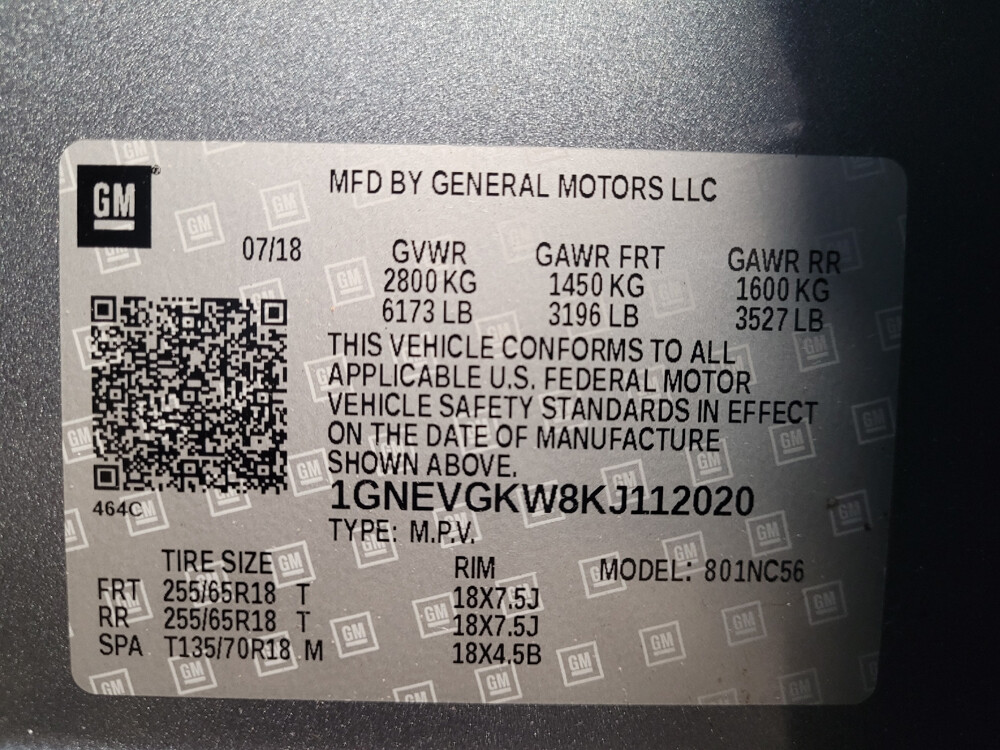 GM
MFD BY GENERAL MOTORS LLC
07/18 GVWR GAWR FRT GAWR RR
2800 KG 1450 KG 1600 KG
6173 LB 3196 LB 3527 LB
THIS VEHICLE CONFORMS TO ALL
APPLICABLE U.S. FEDERAL MOTOR
VEHICLE SAFETY STANDARDS IN EFFECT
ON THE DATE OF MANUFACTURE
SHOWN ABOVE.
464C
1GNEVGKW8KJ112020
TYPE: M.P.V.
TIRE SIZE RIM MODEL: 801NC56
FRT 255/65R18 T 18X7.5J
RR 255/65R18 T 18X7.5J
SPA T135/70R18 M 18X4.5B